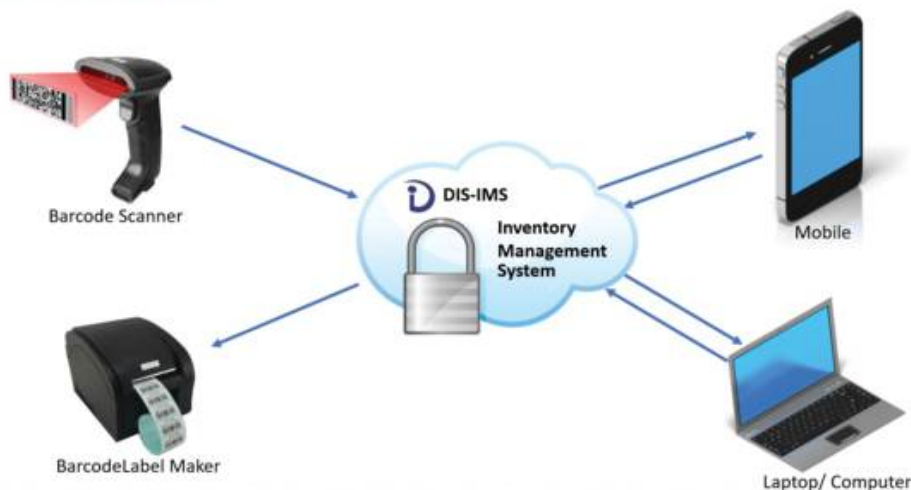 DIS-IMS
Inventory
Management
System
Barcode Scanner
Mobile
BarcodeLabel Maker
Laptop/ Computer